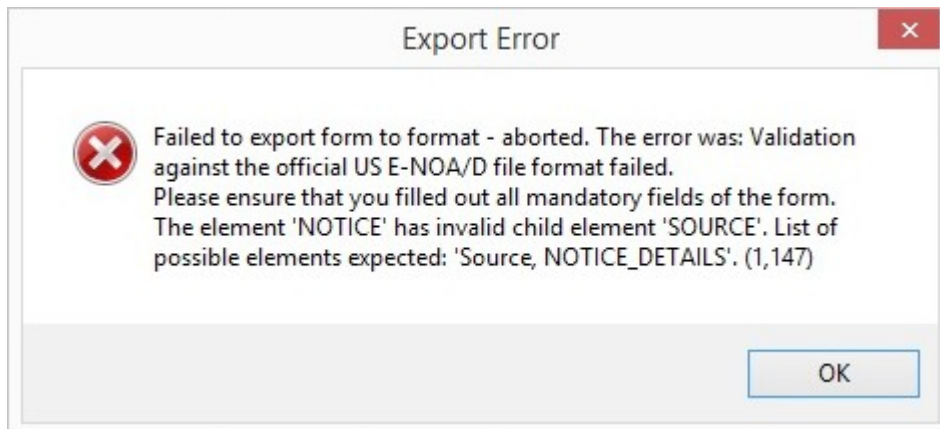 Export Error
Failed to export form to format - aborted. The error was: Validation
against the official US E-NOA/D file format failed.
Please ensure that you filled out all mandatory fields of the form.
The element 'NOTICE' has invalid child element 'SOURCE'. List of
possible elements expected: 'Source, NOTICE_DETAILS'. (1,147)
OK